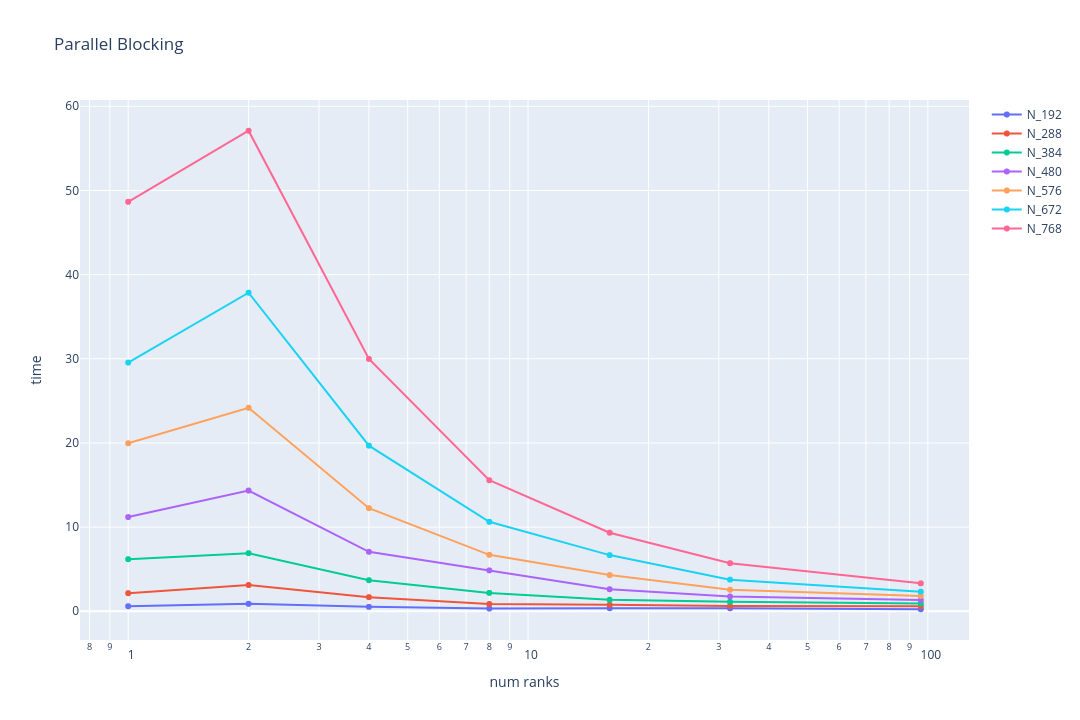 Parallel Blocking
60
50
40
30
20
10
0
time
8 9 1 2 3 4 5 6 7 8 9 10 2 3 4 5 6 7 8 9 100
num ranks
N_192
N_288
N_384
N_480
N_576
N_672
N_768